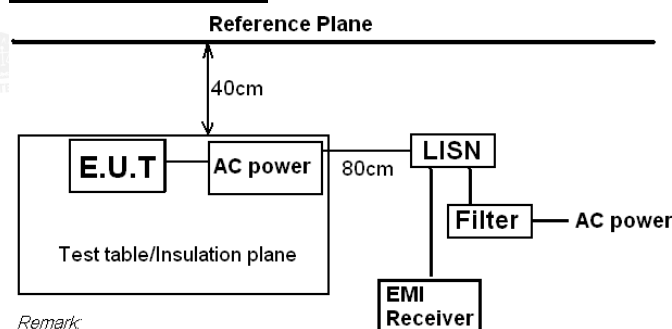 Reference Plane
40cm
E.U.T
AC power
80cm
LISN
Filter
AC power
Test table/Insulation plane
EMI
Receiver
Remark: